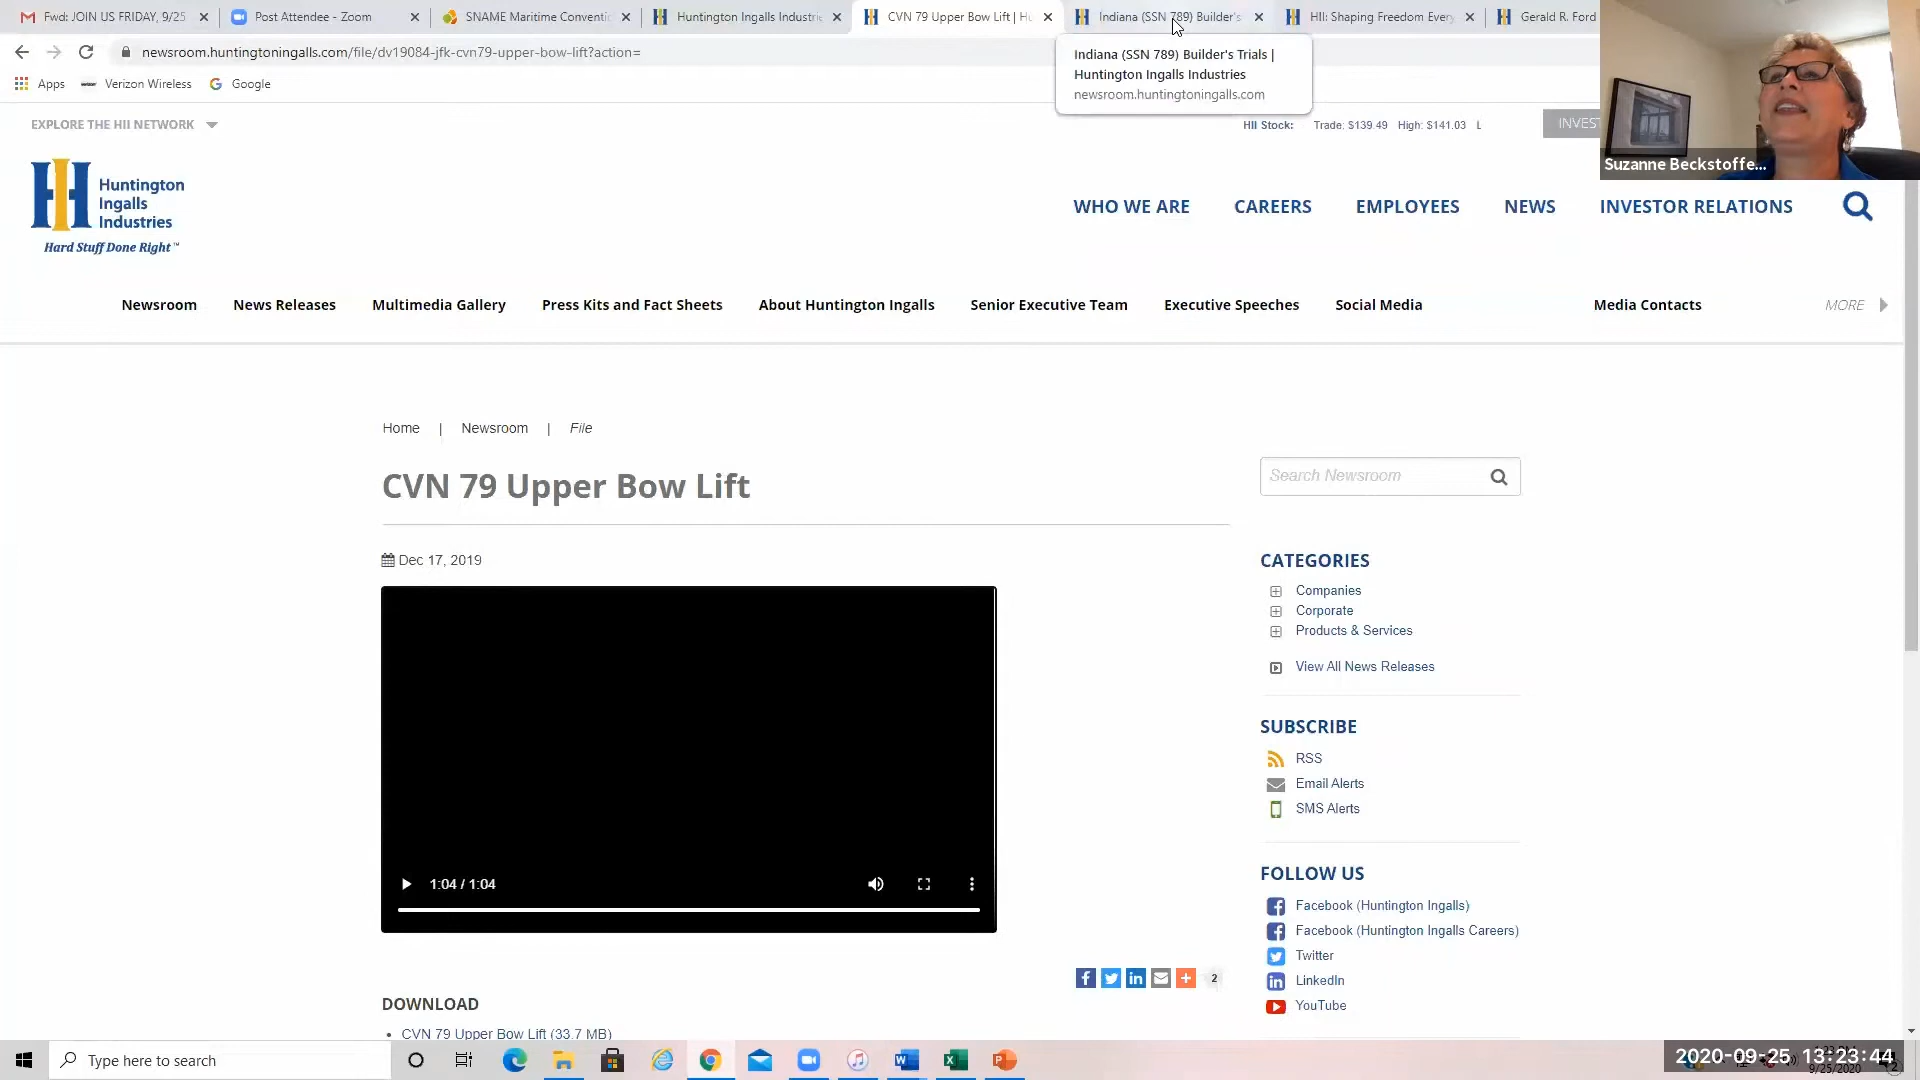 Fwd: JOIN US FRIDAY, 9/25
Post Attendee - Zoom
SNAME Maritime Conventi
Huntington Ingalls Industri
CVN 79 Upper Bow Lift | Hu
Indiana (SSN 789) Builder's
HII: Shaping Freedom Every
Gerald R. Ford
newsroom.huntingtoningalls.com/file/dv19084-jfk-cvn79-upper-bow-lift?action=
Indiana (SSN 789) Builder's Trials |
Huntington Ingalls Industries
newsroom.huntingtoningalls.com
Apps
Verizon Wireless
Google
EXPLORE THE HII NETWORK
HII Stock: Trade: $139.49 High: $141.03 L
INVES
Suzanne Beckstoffe...
Huntington
Ingalls
Industries
Hard Stuff Done Right™
WHO WE ARE
CAREERS
EMPLOYEES
NEWS
INVESTOR RELATIONS
Newsroom
News Releases
Multimedia Gallery
Press Kits and Fact Sheets
About Huntington Ingalls
Senior Executive Team
Executive Speeches
Social Media
Media Contacts
MORE
Home | Newsroom | File
CVN 79 Upper Bow Lift
Search Newsroom
Dec 17, 2019
CATEGORIES
Companies
Corporate
Products & Services
View All News Releases
SUBSCRIBE
RSS
Email Alerts
SMS Alerts
1:04 / 1:04
FOLLOW US
Facebook (Huntington Ingalls)
Facebook (Huntington Ingalls Careers)
Twitter
LinkedIn
YouTube
2
DOWNLOAD
CVN 79 Upper Bow Lift (33.7 MB)
Type here to search
2020-09-25 13:23:44
9/25/2020